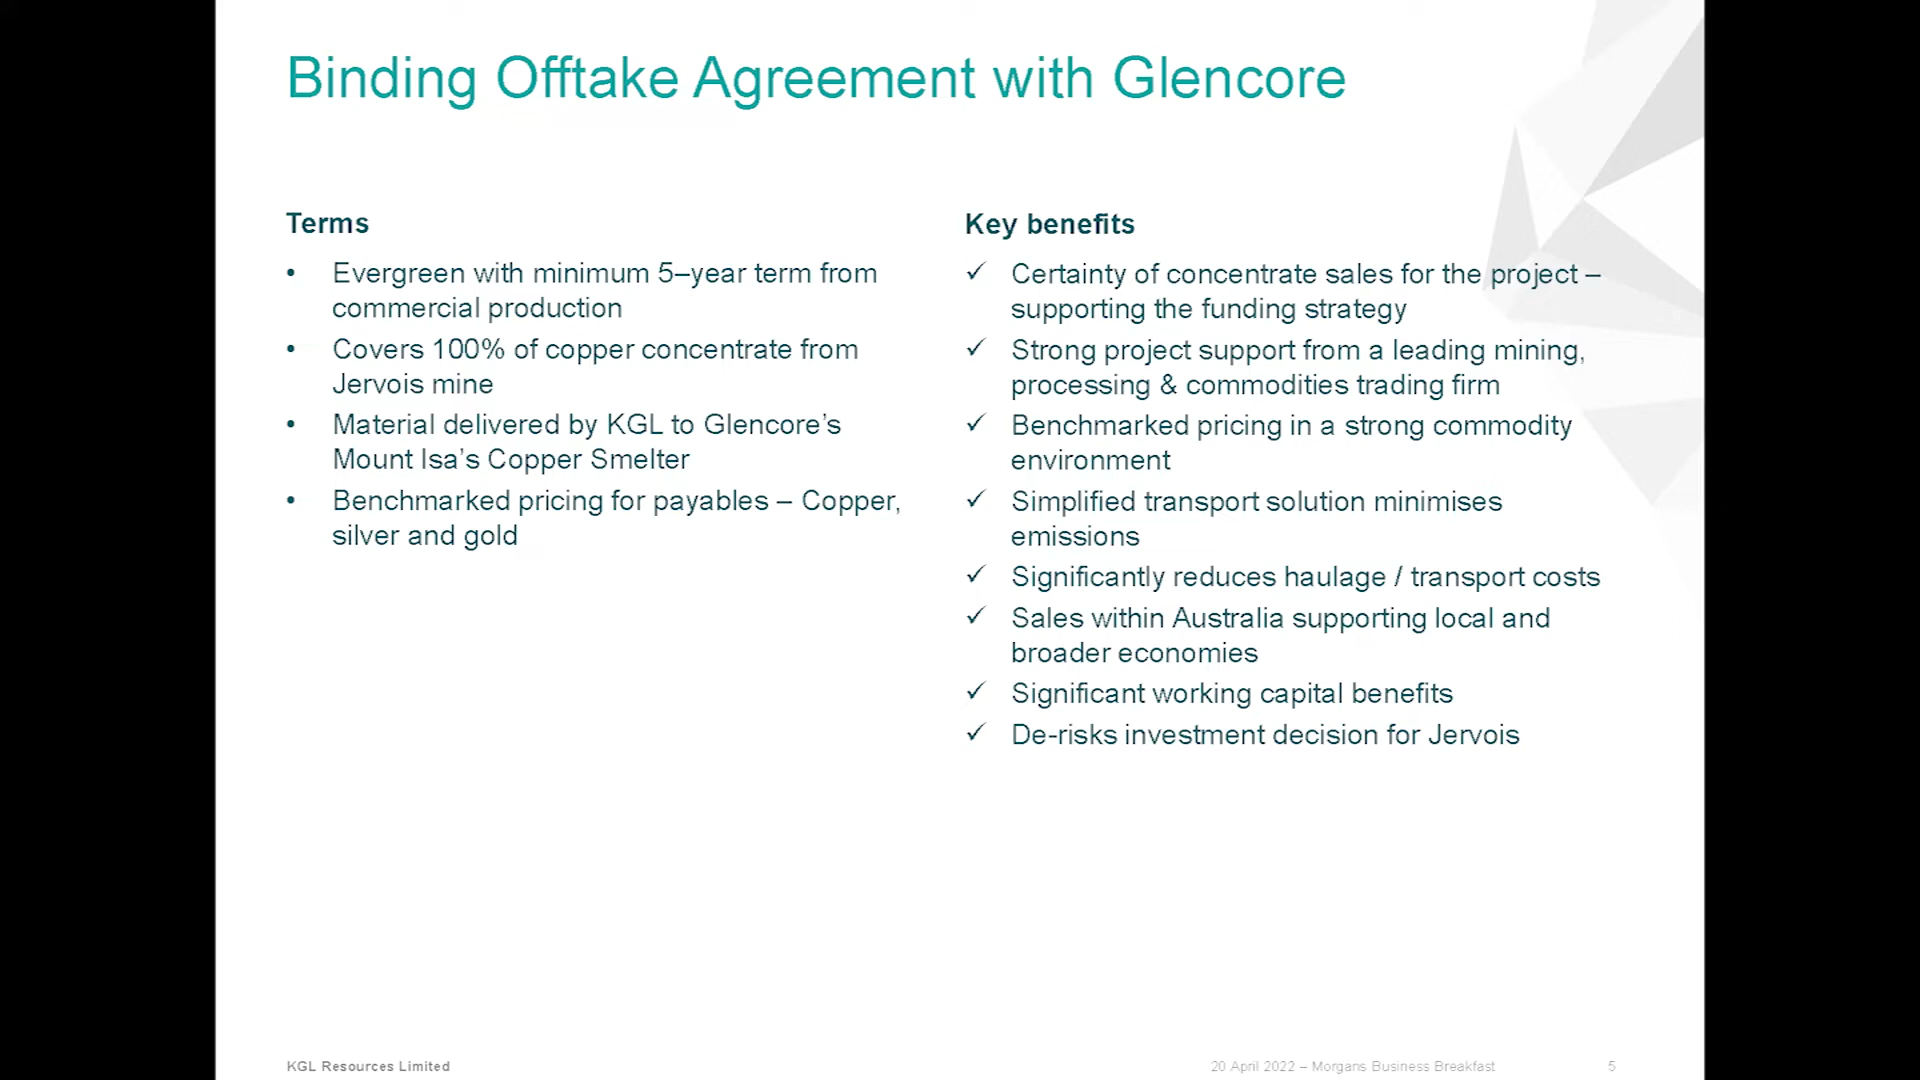 Binding Offtake Agreement with Glencore
Terms
• Evergreen with minimum 5–year term from
commercial production
• Covers 100% of copper concentrate from
Jervois mine
• Material delivered by KGL to Glencore’s
Mount Isa’s Copper Smelter
• Benchmarked pricing for payables – Copper,
silver and gold
Key benefits
✓ Certainty of concentrate sales for the project –
supporting the funding strategy
✓ Strong project support from a leading mining,
processing & commodities trading firm
✓ Benchmarked pricing in a strong commodity
environment
✓ Simplified transport solution minimises
emissions
✓ Significantly reduces haulage / transport costs
✓ Sales within Australia supporting local and
broader economies
✓ Significant working capital benefits
✓ De-risks investment decision for Jervois
KGL Resources Limited
20 April 2022 – Morgans Business Breakfast
5